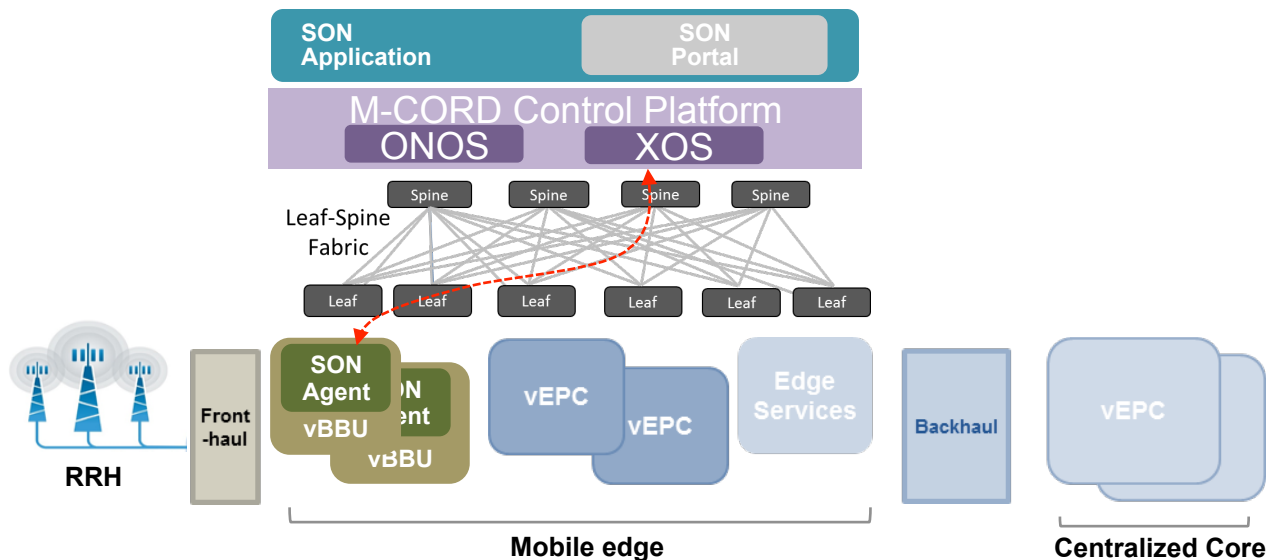 SON
Application
SON
Portal
M-CORD Control Platform
ONOS
XOS
Spine
Spine
Spine
Spine
Leaf-Spine
Fabric
Leaf
Leaf
Leaf
Leaf
Leaf
Leaf
RRH
Front
-haul
SON
Agent
vBBU
ON
ent
vBBU
vEPC
vEPC
Edge
Services
Backhaul
vEPC
Mobile edge
Centralized Core